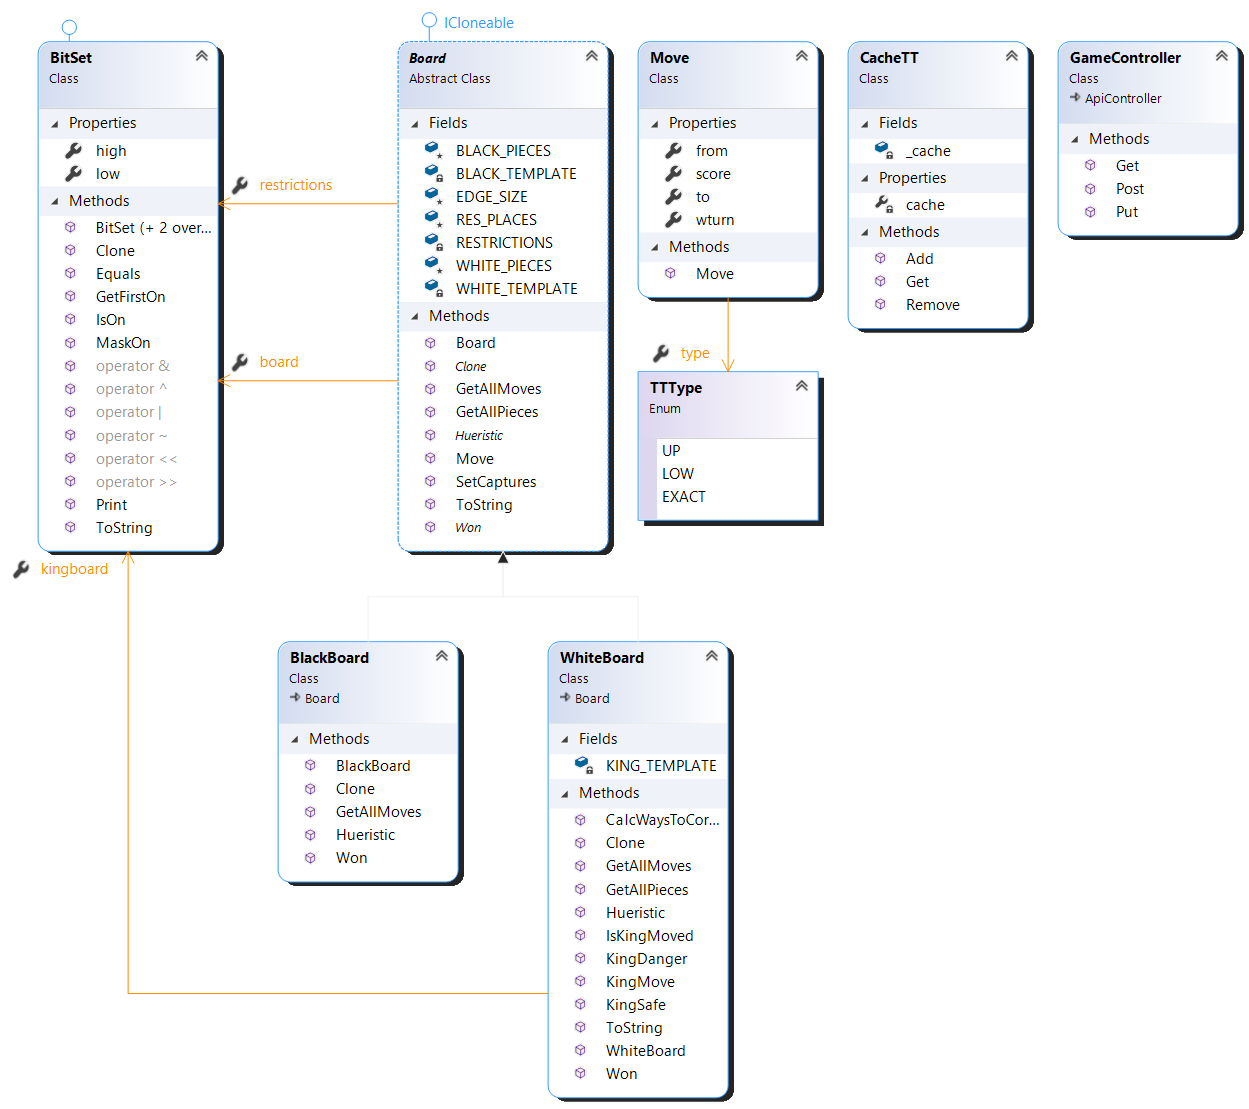 BitSet
Class
Properties
high
low
Methods
BitSet (+ 2 over...
Clone
Equals
GetFirstOn
IsOn
MaskOn
operator &
operator ^
operator |
operator ~
operator <<
operator >>
Print
ToString
restrictions
board
kingboard
ICloneable
Board
Abstract Class
Fields
BLACK_PIECES
BLACK_TEMPLATE
EDGE_SIZE
RES_PLACES
RESTRICTIONS
WHITE_PIECES
WHITE_TEMPLATE
Methods
Board
Clone
GetAllMoves
GetAllPieces
Hueristic
Move
SetCaptures
ToString
Won
Move
Class
Properties
from
score
to
wturn
Methods
Move
type
TTType
Enum
UP
LOW
EXACT
CacheTT
Class
Fields
_cache
Properties
cache
Methods
Add
Get
Remove
GameController
Class
ApiController
Methods
Get
Post
Put
BlackBoard
Class
Board
Methods
BlackBoard
Clone
GetAllMoves
Hueristic
Won
WhiteBoard
Class
Board
Fields
KING_TEMPLATE
Methods
CalcWaysToCor...
Clone
GetAllMoves
GetAllPieces
Hueristic
IsKingMoved
KingDanger
KingMove
KingSafe
ToString
WhiteBoard
Won